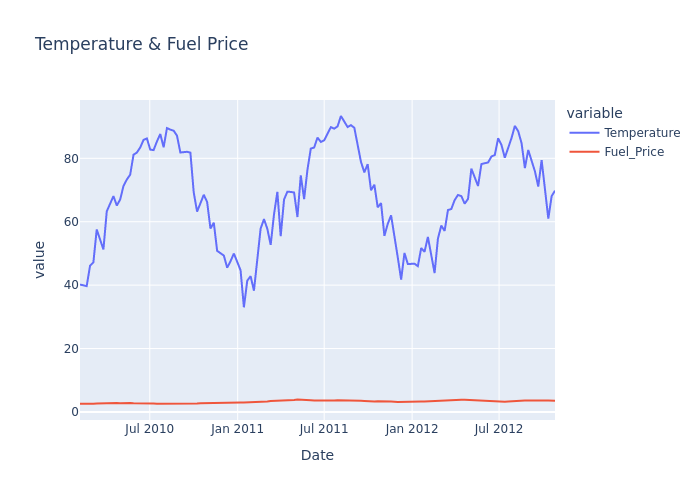 Temperature & Fuel Price
variable
Temperature
Fuel_Price
80
60
40
20
0
value
Jul 2010
Jan 2011
Jul 2011
Jan 2012
Jul 2012
Date